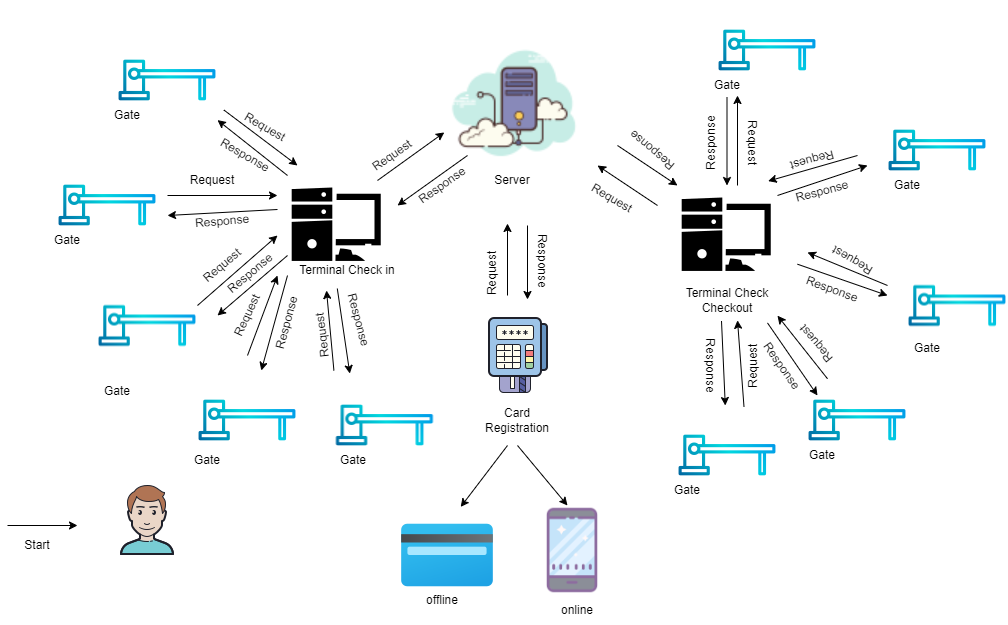 Gate
Gate
Request
Response
Request
Response
Request
Response
Server
Response
Request
Response
Request
Request
Response
Gate
Request
Response
Gate
Terminal Check in
Request
Response
Request
Response
Terminal Check
Checkout
Request
Response
Gate
Request
Response
Request
Response
****
Response
Request
Response
Request
Gate
Gate
Card
Registration
Gate
Gate
Gate
Gate
Start
offline
online